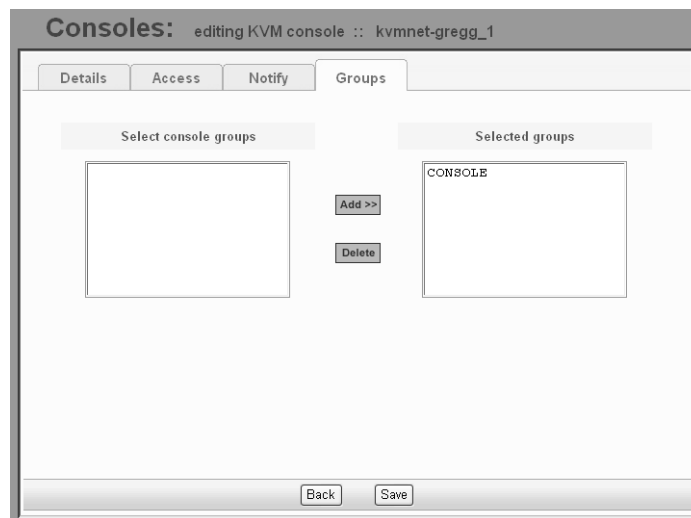 Consoles: editing KVM console :: kvmnet-gregg_1
Details Access Notify Groups
Select console groups Selected groups
CONSOLE
Add >>
Delete
Back Save